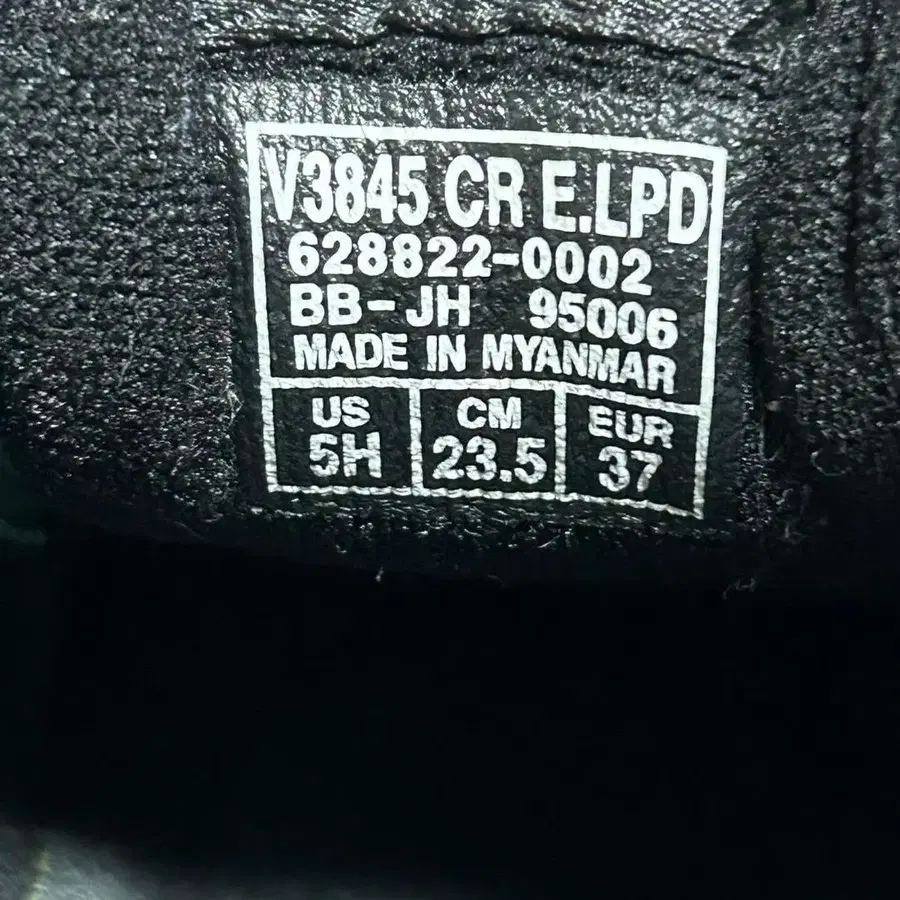 V3845 CR E.LPD
628822-0002
BB-JH 95006
MADE IN MYANMAR
US CM EUR
5H 23.5 37